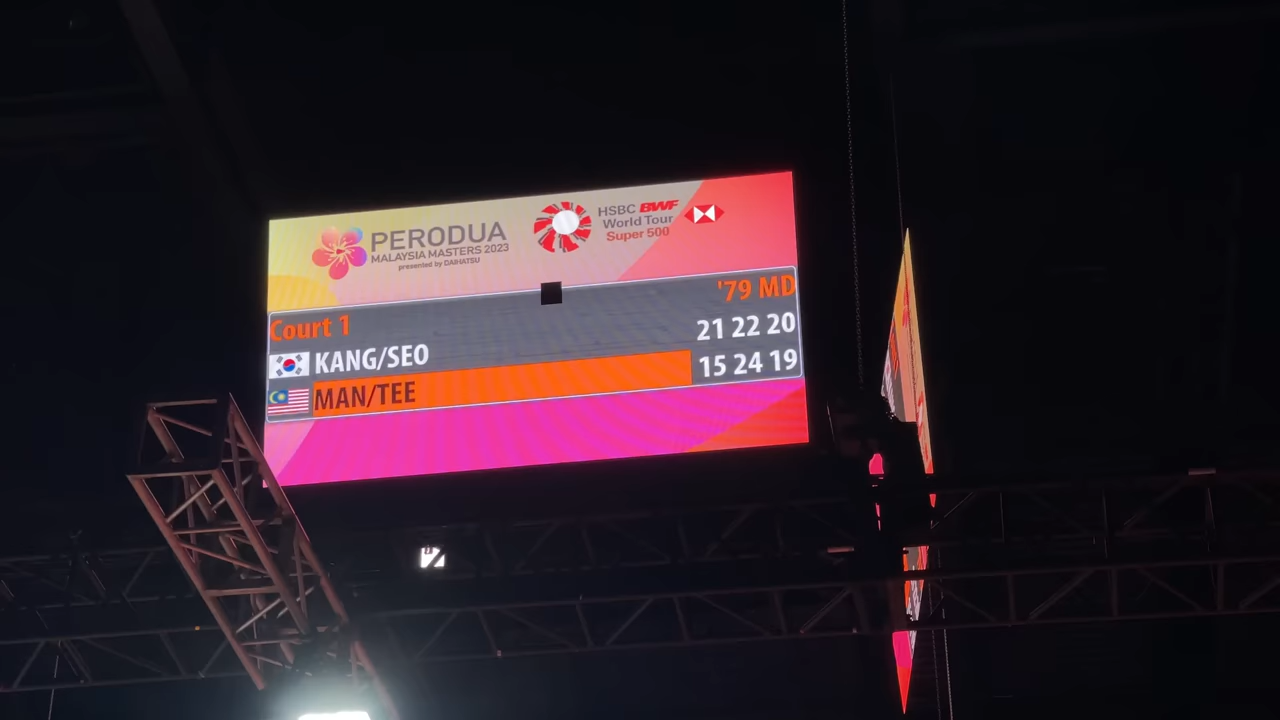 PERODUA
MALAYSIA MASTERS 2023
presented by DAIHATSU
HSBC BWF
World Tour
Super 500
'79 MD
Court 1
KANG/SEO 21 22 20
MAN/TEE 15 24 19